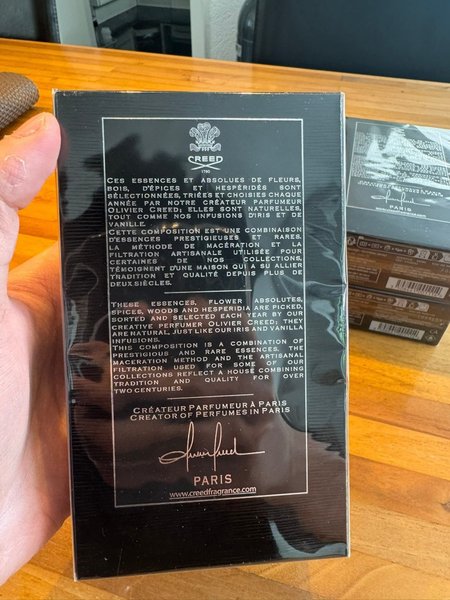 CREED
1760
CES ESSENCES ET ABSOLUES DE FLEURS,
BOIS, D'ÉPICES ET HESPÉRIDÉS SONT
SÉLECTIONNÉES, TRIÉES ET CHOISIES CHAQUE
ANNÉE PAR NOTRE CRÉATEUR PARFUMEUR
OLIVIER CREED; ELLES SONT NATURELLES,
TOUT COMME NOS INFUSIONS D'IRIS ET DE
VANILLE.
CETTE COMPOSITION EST UNE COMBINAISON
D'ESSENCES PRESTIGIEUSES ET RARES.
LA MÉTHODE DE MACÉRATION ET LA
FILTRATION ARTISANALE UTILISÉE POUR
CERTAINES DE NOS COLLECTIONS,
TÉMOIGNENT D'UNE MAISON QUI A SU ALLIER
TRADITION ET QUALITÉ DEPUIS PLUS DE
DEUX SIÈCLES.
THESE ESSENCES, FLOWER ABSOLUTES,
SPICES, WOODS AND HESPERIDIA ARE PICKED,
SORTED AND SELECTED EACH YEAR BY OUR
CREATIVE PERFUMER OLIVIER CREED; THEY
ARE NATURAL, JUST LIKE OUR IRIS AND VANILLA
INFUSIONS.
THIS COMPOSITION IS A COMBINATION OF
PRESTIGIOUS AND RARE ESSENCES. THE
MACERATION METHOD AND THE ARTISANAL
FILTRATION USED FOR SOME OF OUR
COLLECTIONS REFLECT A HOUSE COMBINING
TRADITION AND QUALITY FOR OVER
TWO CENTURIES.
CRÉATEUR PARFUMEUR À PARIS
CREATOR OF PERFUMES IN PARIS
PARIS
www.creedfragrance.com
PARIS